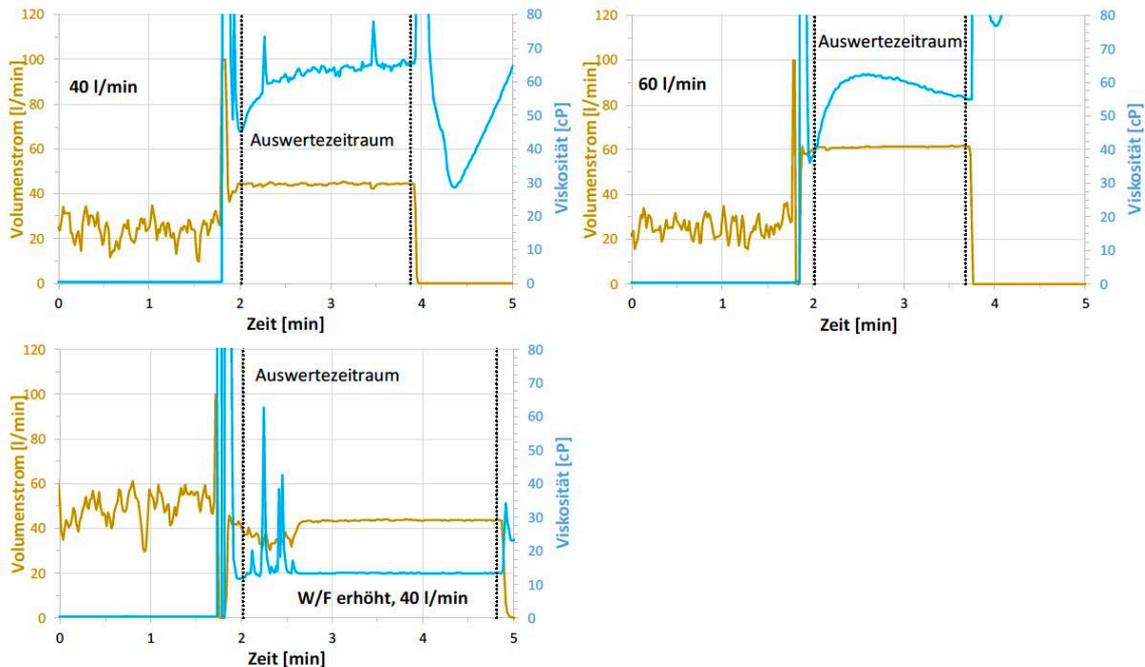 120
100
80
60
40
20
0
Volumenstrom [l/min]
40 l/min
Auswertezeitraum
80
70
60
50
40
30
20
10
0
Viskosität [cP]
0 1 2 3 4 5
Zeit [min]
120
100
80
60
40
20
0
Volumenstrom [l/min]
60 l/min
Auswertezeitraum
80
70
60
50
40
30
20
10
0
Viskosität [cP]
0 1 2 3 4 5
Zeit [min]
120
100
80
60
40
20
0
Volumenstrom [l/min]
Auswertezeitraum
W/F erhöht, 40 l/min
80
70
60
50
40
30
20
10
0
Viskosität [cP]
0 1 2 3 4 5
Zeit [min]